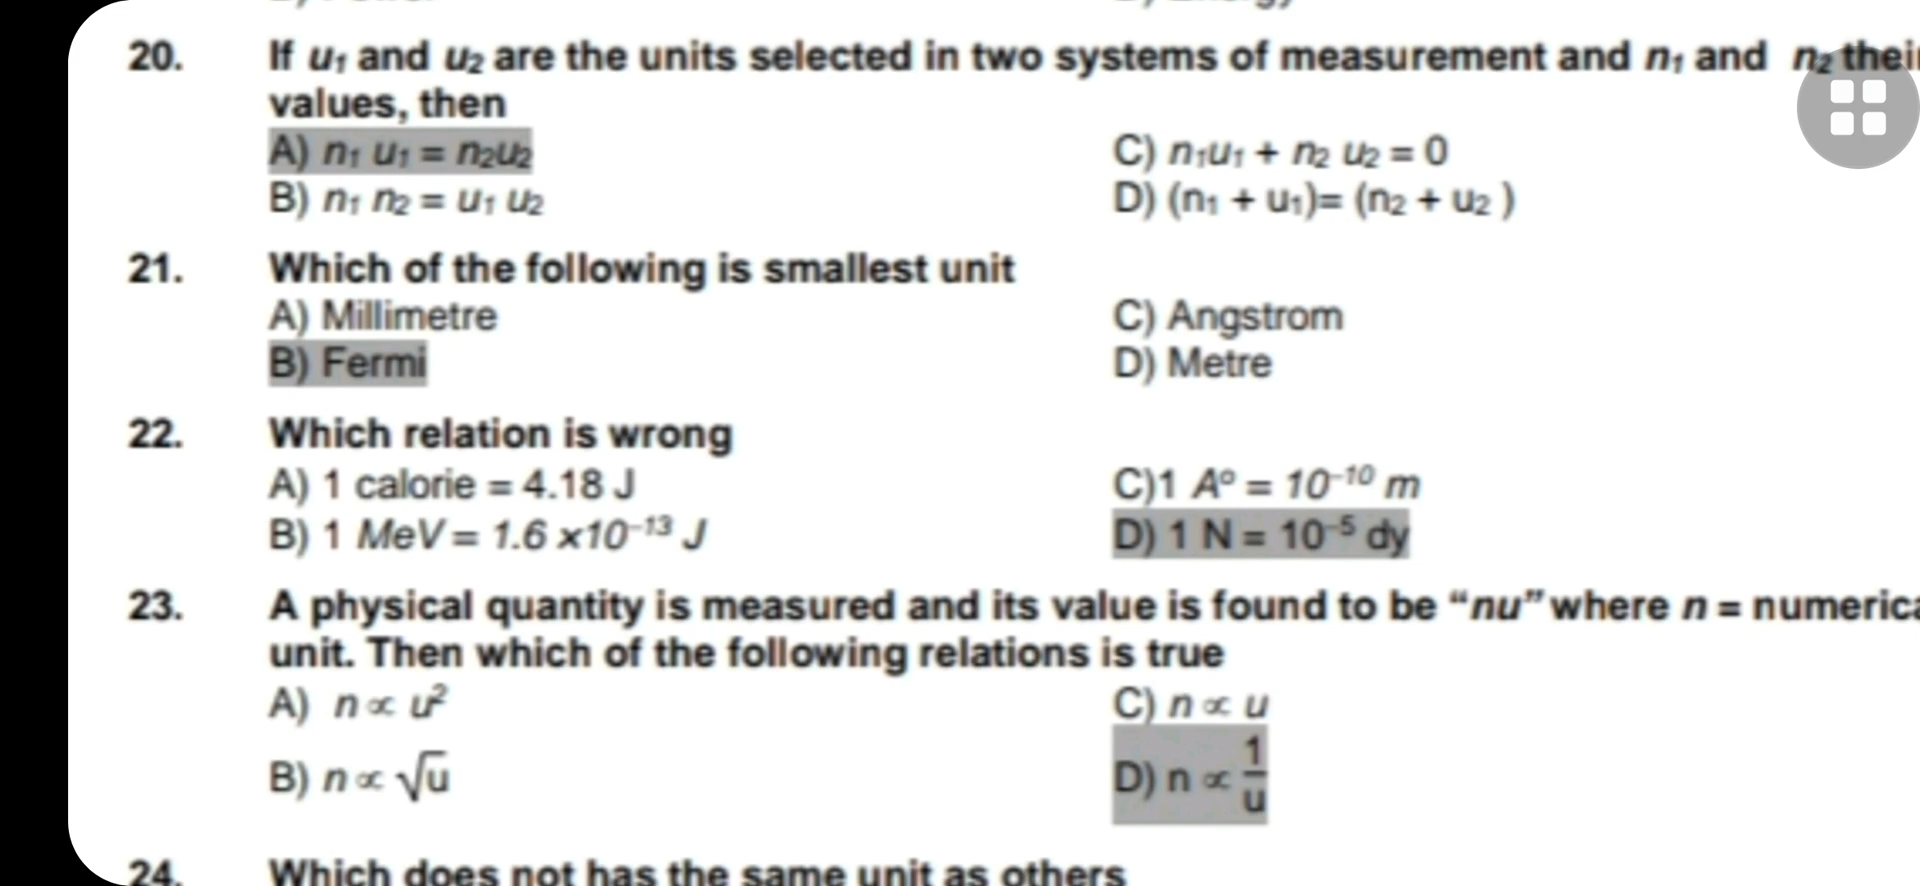 20. If u₁ and u₂ are the units selected in two systems of measurement and n₁ and n₂ their
values, then
A) n₁ u₁ = n₂u₂ C) n₁u₁ + n₂ u₂ = 0
B) n₁ n₂ = u₁ u₂ D) (n₁ + u₁)= (n₂ + u₂ )
21. Which of the following is smallest unit
A) Millimetre C) Angstrom
B) Fermi D) Metre
22. Which relation is wrong
A) 1 calorie = 4.18 J C)1 Aº = 10⁻¹⁰ m
B) 1 MeV = 1.6 ×10⁻¹³ J D) 1 N = 10⁻⁵ dy
23. A physical quantity is measured and its value is found to be “nu” where n = numerica
unit. Then which of the following relations is true
A) n ∝ u² C) n ∝ u
B) n ∝ √u D) n ∝ 1/u
24. Which does not has the same unit as others